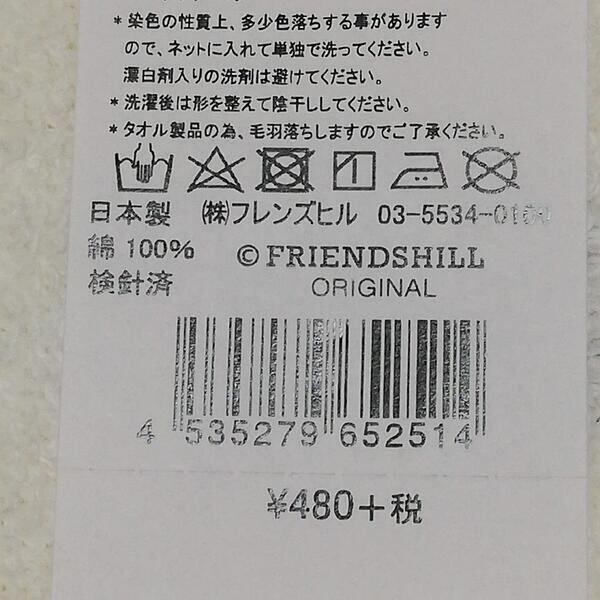 *染色の性質上、多少色落ちする事があります
ので、ネットに入れて単独で洗ってください。
漂白剤入りの洗剤は避けてください。
*洗濯後は形を整えて陰干ししてください。
*タオル製品の為、毛羽落ちしますのでご了承ください。
日本製 ㈱フレンズヒル
綿 100% © FRIENDSHILL
検針済 ORIGINAL
4 535279 652514
¥480+税